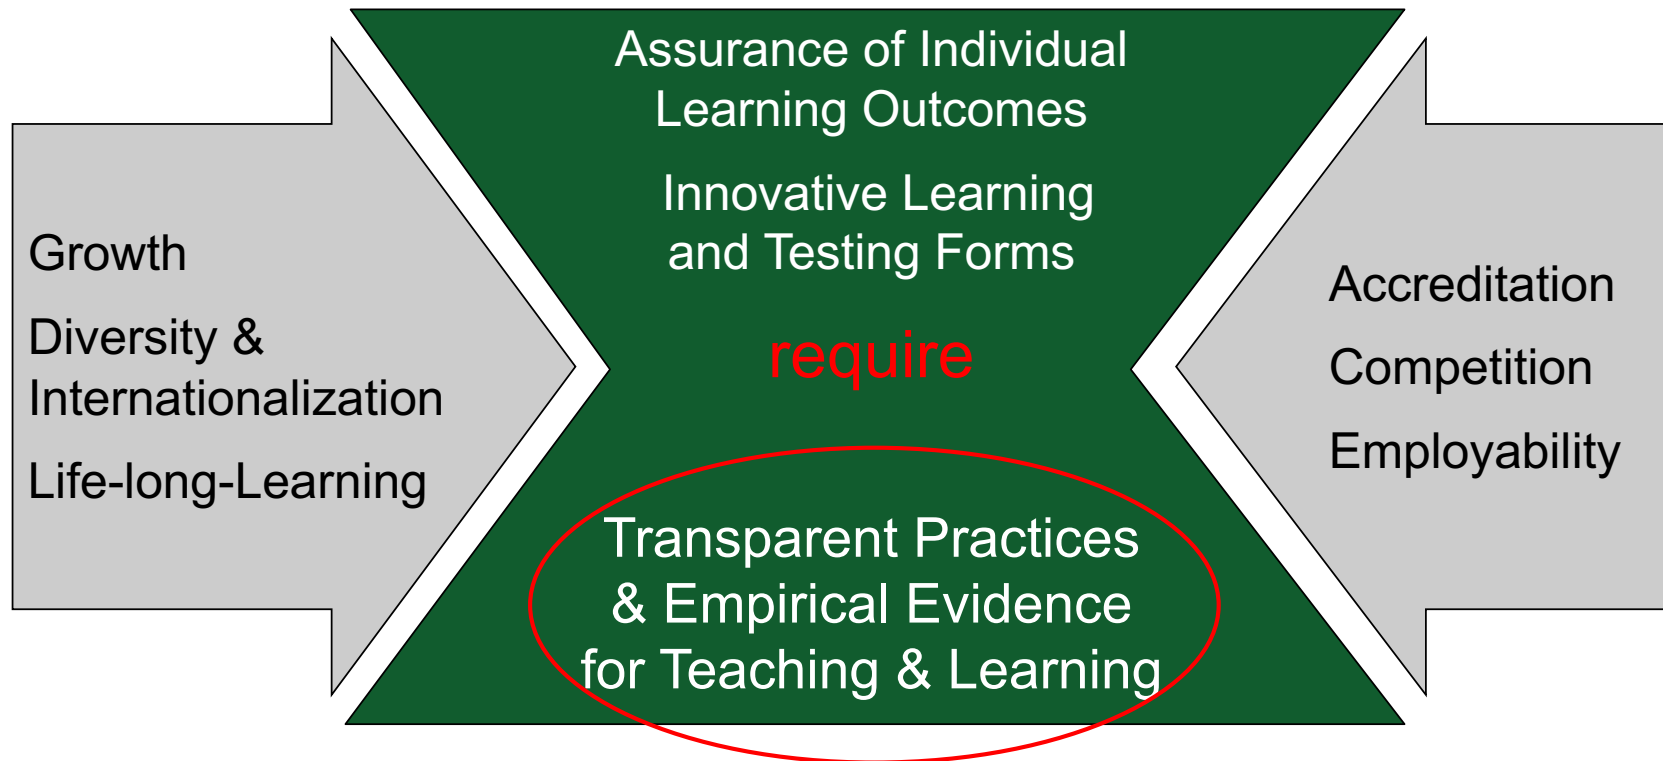 Growth
Diversity &
Internationalization
Life-long-Learning
Assurance of Individual
Learning Outcomes
Innovative Learning
and Testing Forms
require
Transparent Practices
& Empirical Evidence
for Teaching & Learning
Accreditation
Competition
Employability